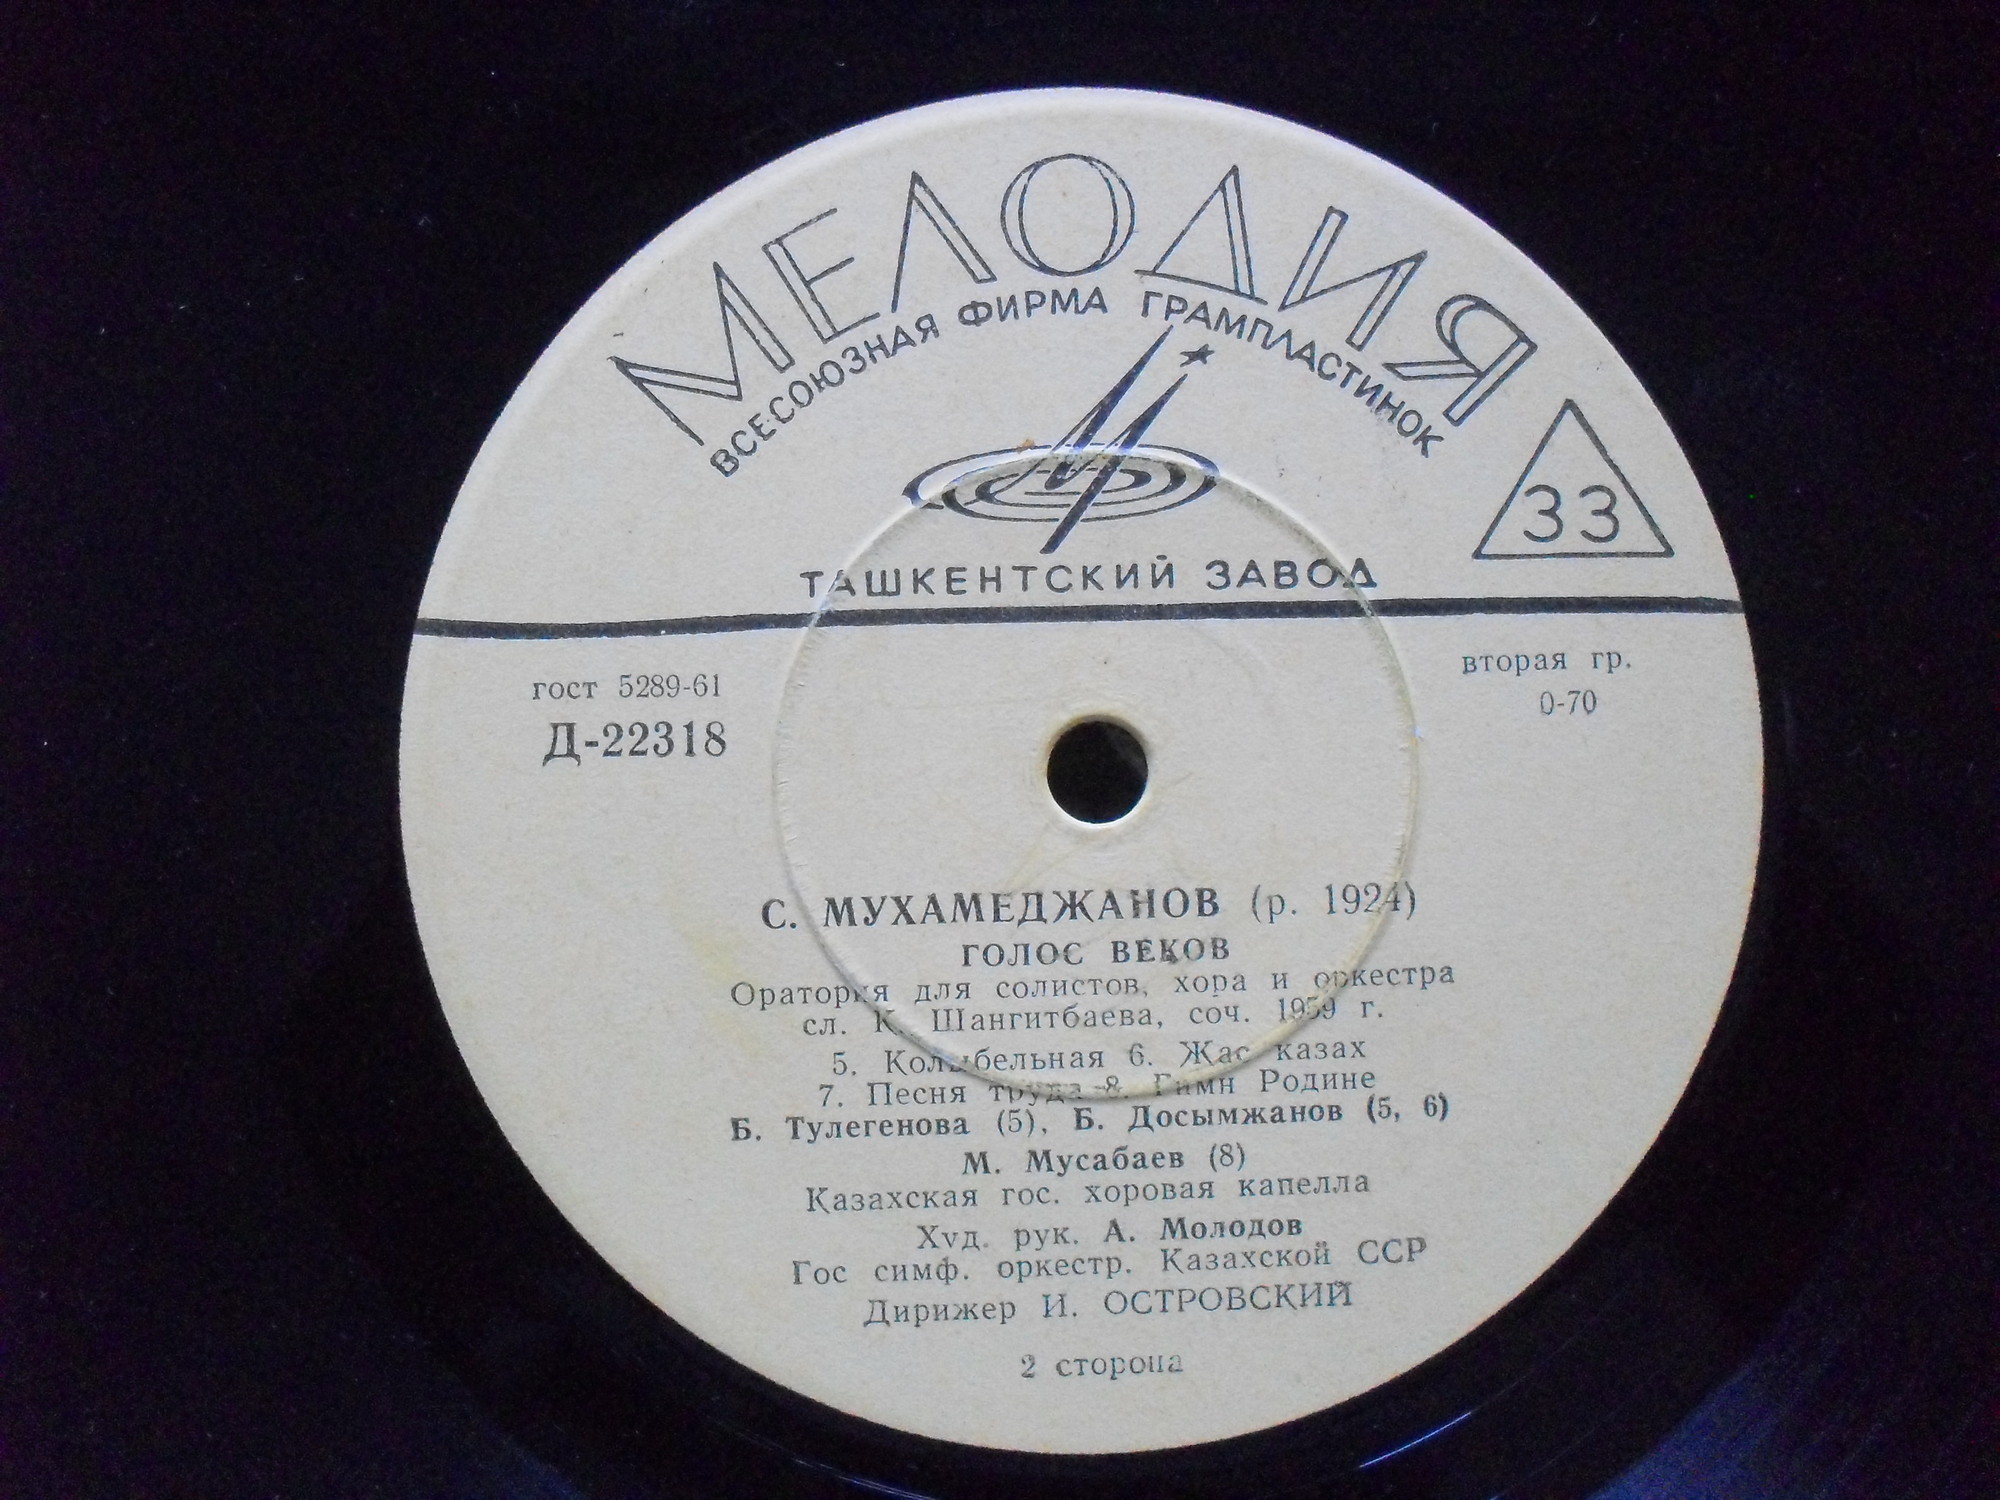 МЕЛОДИЯ
ВСЕСОЮЗНАЯ ФИРМА ГРАМПЛАСТИНОК
33
ТАШКЕНТСКИЙ ЗАВОД
гост 5289-61
Д-22318
вторая гр.
0-70
С. МУХАМЕДЖАНОВ (р. 1924)
ГОЛОС ВЕКОВ
Оратория для солистов, хора и оркестра
сл. К. Шангитбаева, соч. 1959 г.
5. Колыбельная 6. Жас казах
7. Песня труда 8. Гимн Родине
Б. Тулегенова (5), Б. Досымжанов (5, 6)
М. Мусабаев (8)
Казахская гос. хоровая капелла
Худ. рук. А. Молодов
Гос симф. оркестр. Казахской ССР
Дирижер И. ОСТРОВСКИЙ
2 сторона